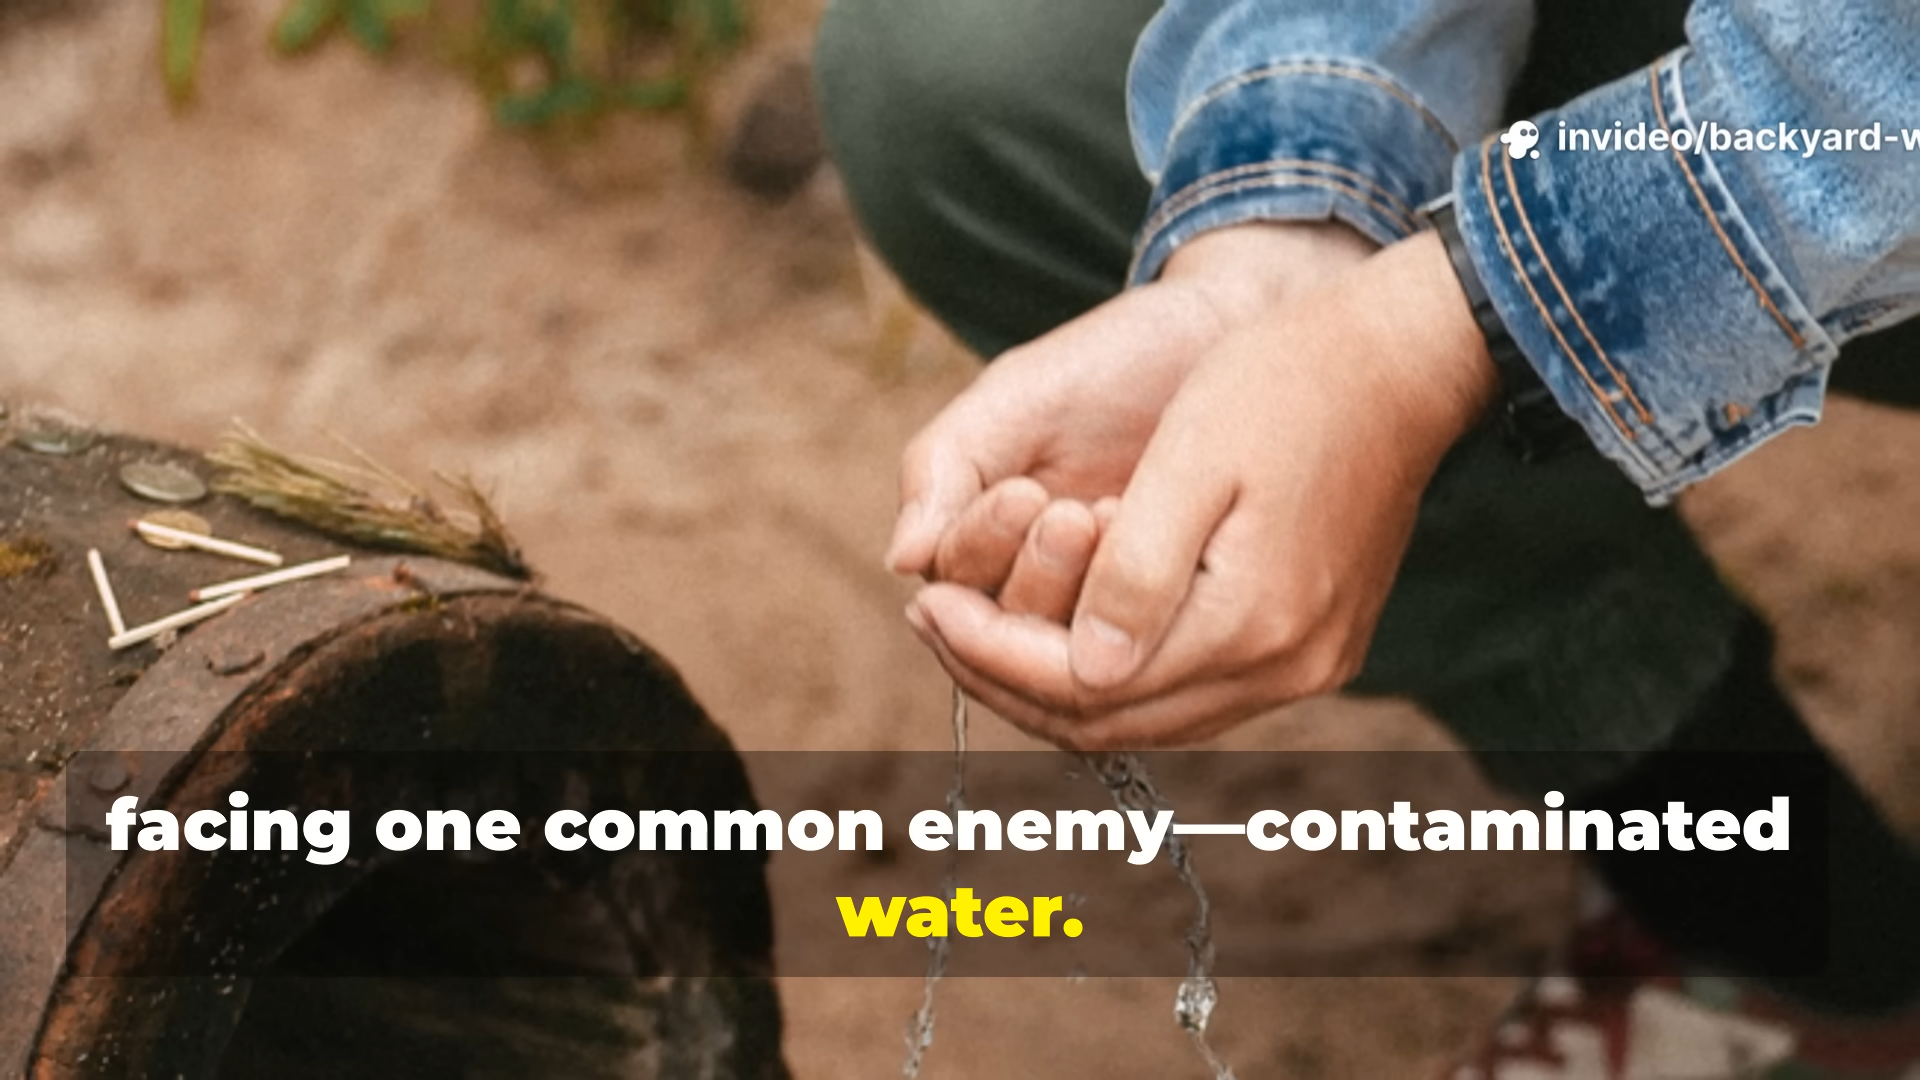 invideo/backyard-w
facing one common enemy—contaminated
water.